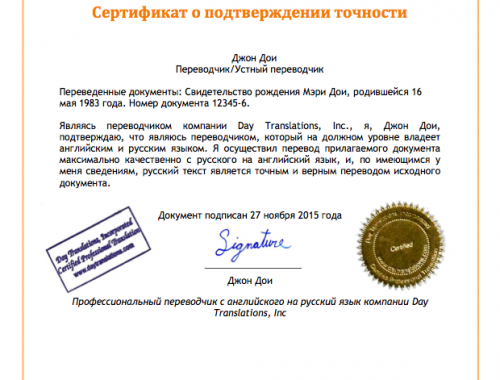 Сертификат о подтверждении точности
Джон Дои
Переводчик/Устный переводчик
Переведенные документы: Свидетельство рождения Мэри Дои, родившейся 16
мая 1983 года. Номер документа 12345-6.
Являясь переводчиком компании Day Translations, Inc., я, Джон Дои,
подтверждаю, что являюсь переводчиком, который на должном уровне владеет
английским и русским языком. Я осуществил перевод прилагаемого документа
максимально качественно с русского на английский язык, и, по имеющимся у
меня сведениям, русский текст является точным и верным переводом исходного
документа.
Документ подписан 27 ноября 2015 года
Day Translations, Incorporated
Certified Professional Translation
www.daytranslations.com
Signature
Certified
Джон Дои
Профессиональный переводчик с английского на русский язык компании Day
Translations, Inc